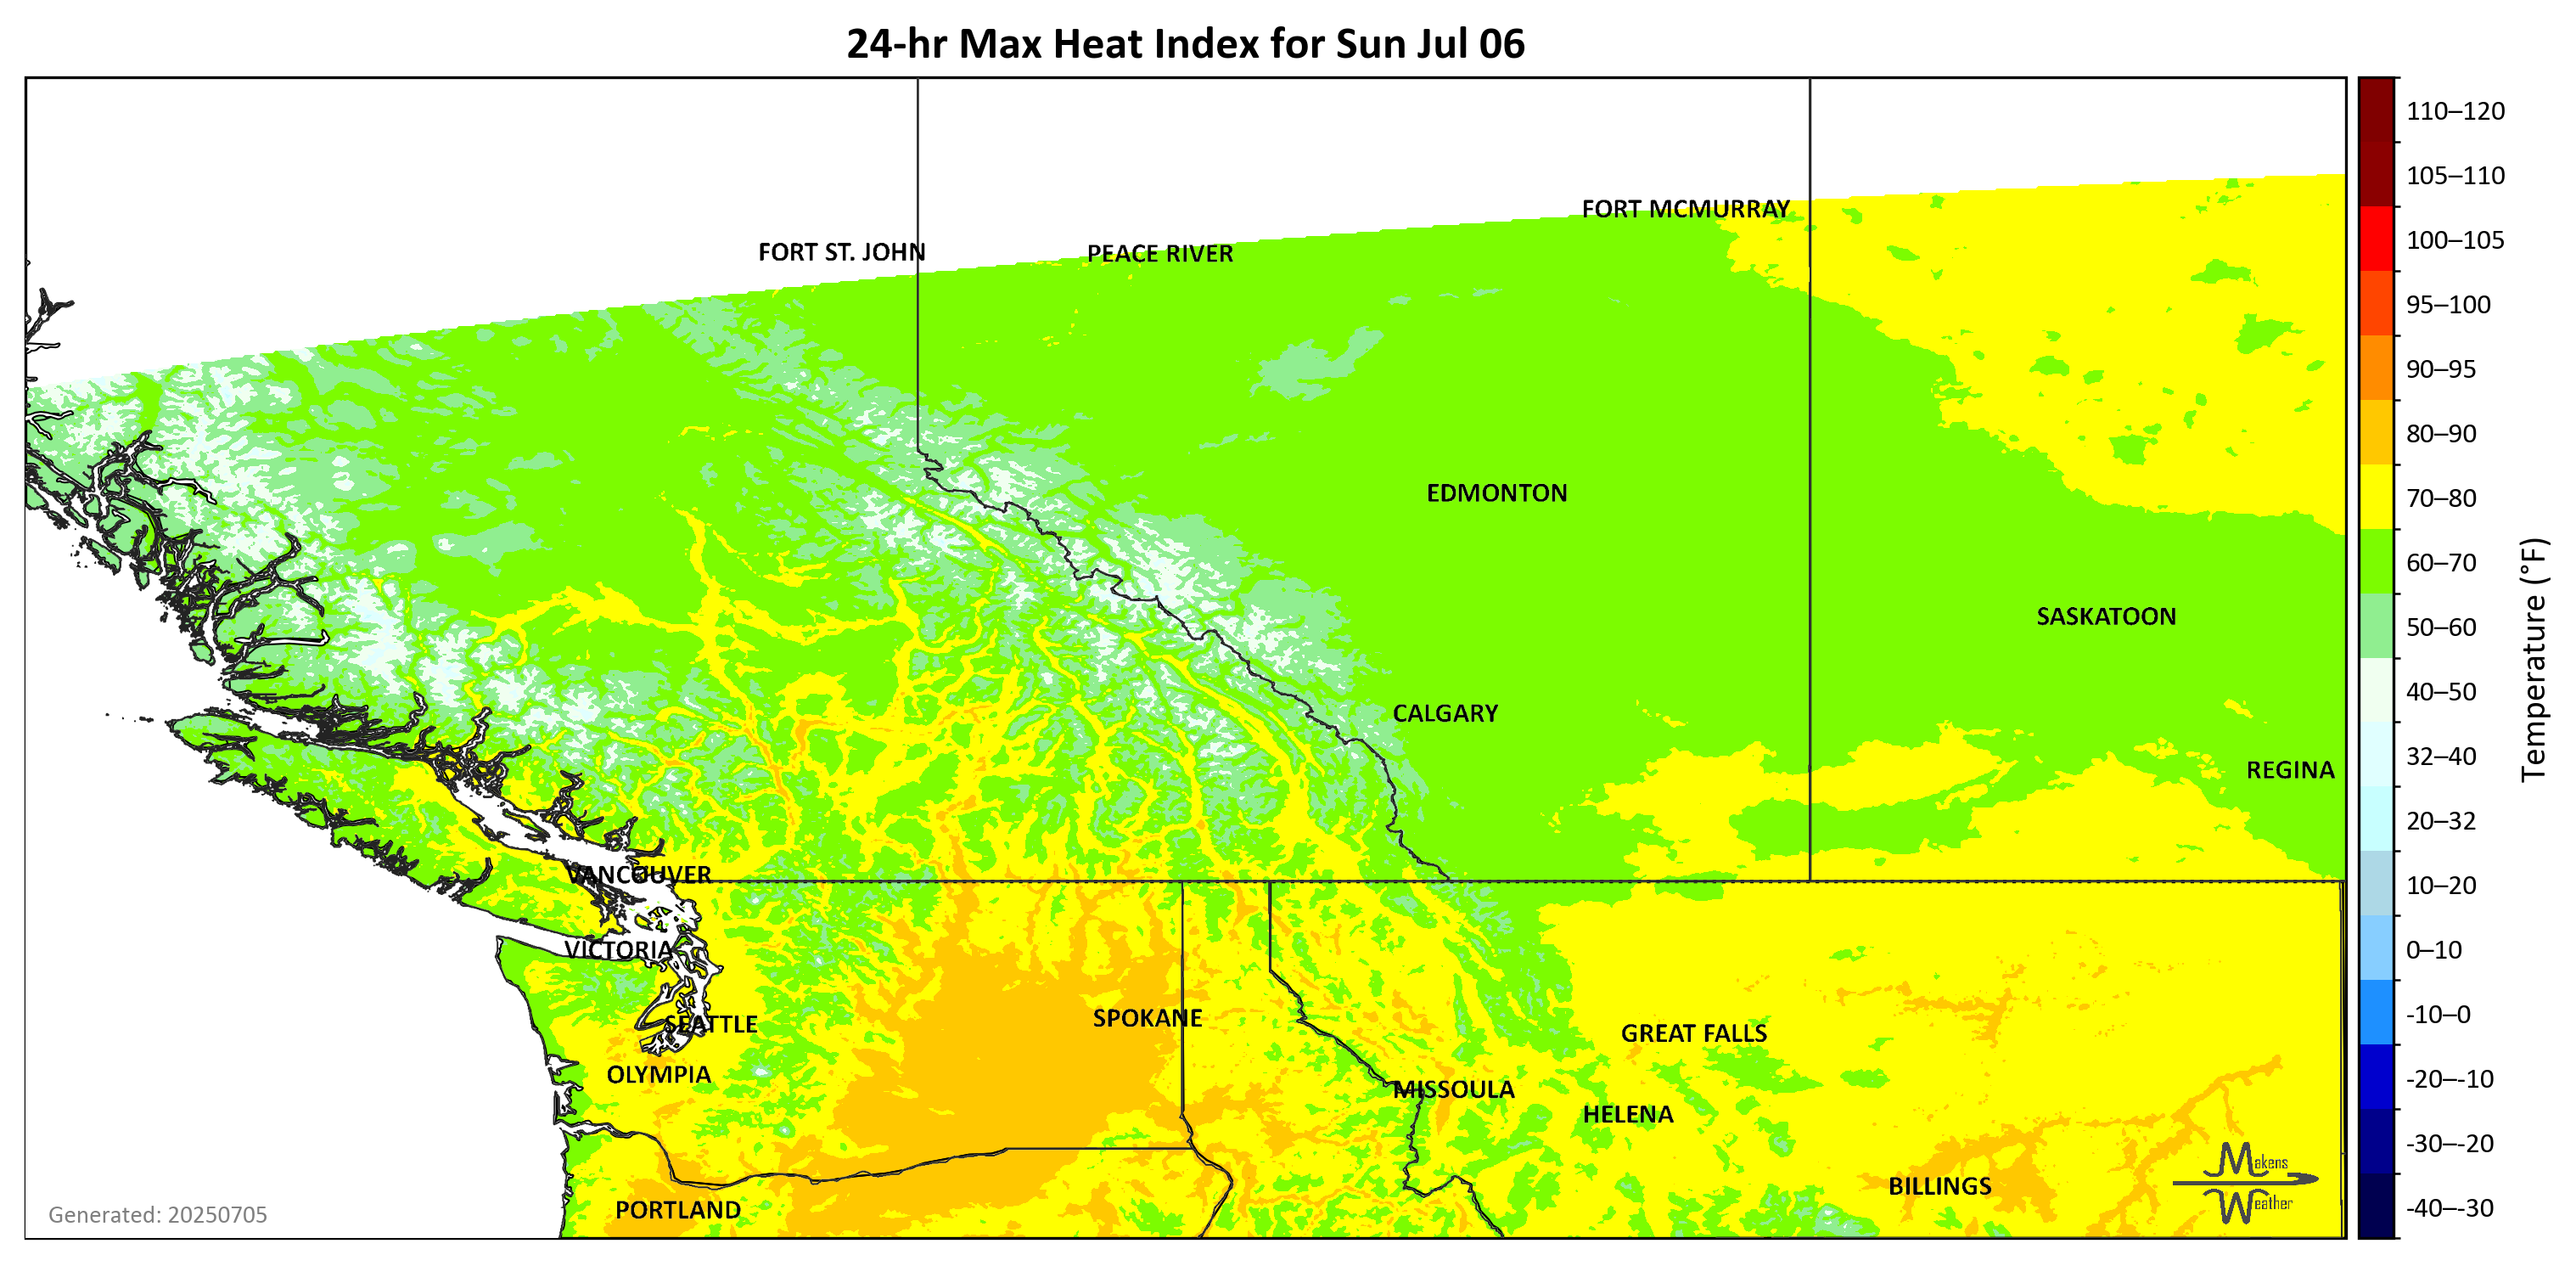 24-hr Max Heat Index for Sun Jul 06
110–120
105–110
FORT MCMURRAY
100–105
FORT ST. JOHN
PEACE RIVER
95–100
90–95
80–90
EDMONTON
70–80
60–70
SASKATOON
50–60
Temperature (°F)
40–50
CALGARY
32–40
REGINA
20–32
VANCOUVER
10–20
VICTORIA
0–10
SPOKANE
-10–0
SEATTLE
GREAT FALLS
OLYMPIA
-20–-10
MISSOULA
HELENA
-30–-20
Makens
Weather
BILLINGS
PORTLAND
-40–-30
Generated: 20250705